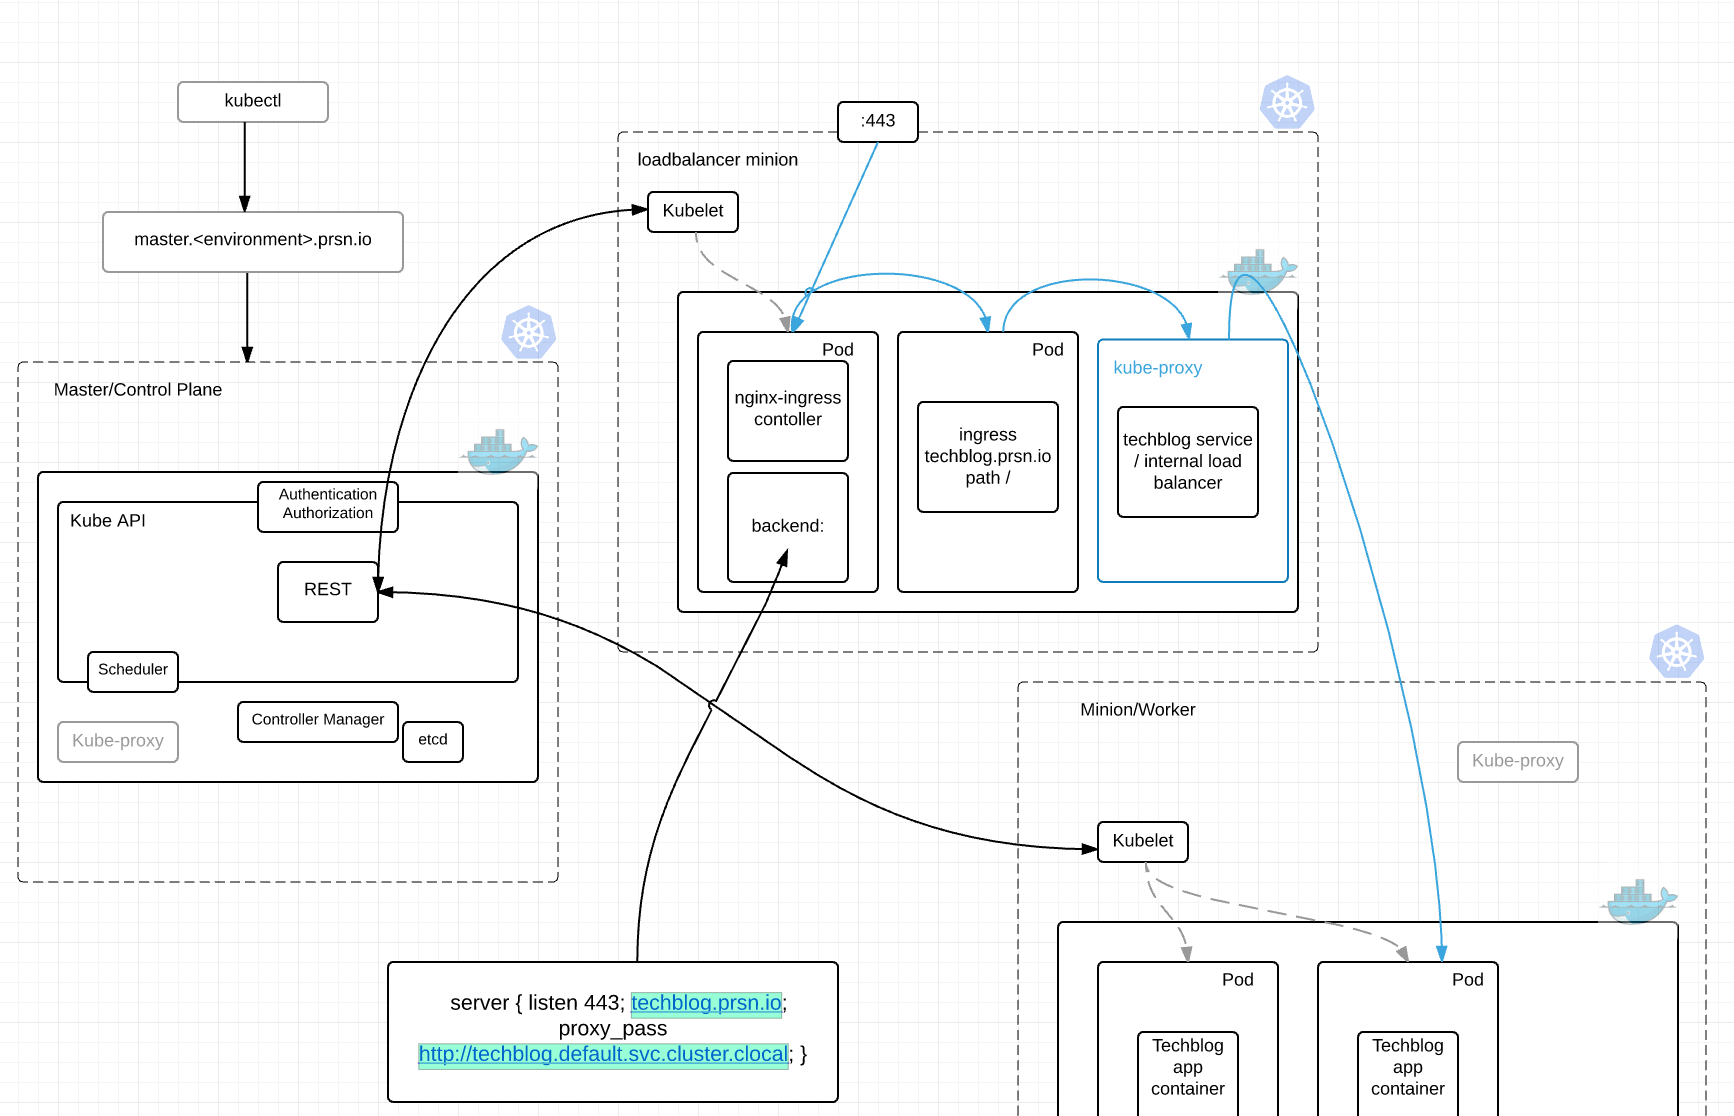 kubectl
master.<environment>.prsn.io
Master/Control Plane
Authentication
Authorization
Kube API
REST
Scheduler
Controller Manager
Kube-proxy
etcd
:443
loadbalancer minion
Kubelet
Pod
nginx-ingress
contoller
backend:
Pod
ingress
techblog.prsn.io
path /
kube-proxy
techblog service
/ internal load
balancer
server { listen 443; techblog.prsn.io;
proxy_pass
http://techblog.default.svc.cluster.clocal; }
Minion/Worker
Kube-proxy
Kubelet
Pod
Techblog
app
container
Pod
Techblog
app
container